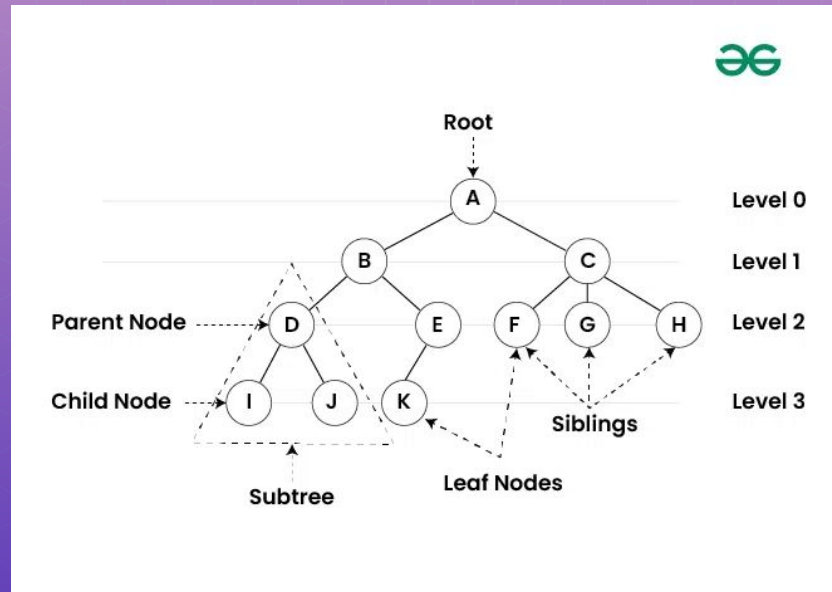 Root
A
Level 0
B
C
Level 1
Parent Node
D
E
F
G
H
Level 2
Child Node
I
J
K
Level 3
Siblings
Leaf Nodes
Subtree